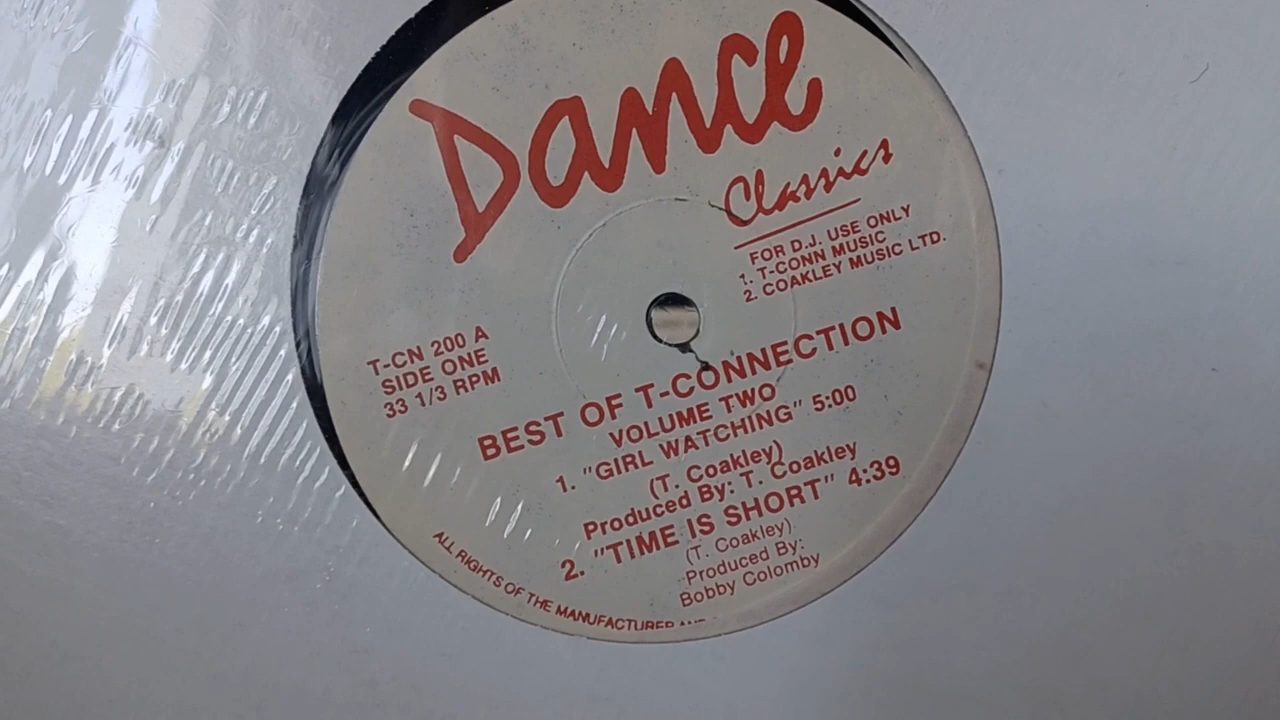 Dance
Classics
FOR D.J. USE ONLY
1. T-CONN MUSIC
2. COAKLEY MUSIC LTD.
T-CN 200 A
SIDE ONE
33 1/3 RPM
BEST OF T-CONNECTION
VOLUME TWO
1. "GIRL WATCHING" 5:00
(T. Coakley)
Produced By: T. Coakley
2. "TIME IS SHORT" 4:39
(T. Coakley)
Produced By:
Bobby Colomby
ALL RIGHTS OF THE MANUFACTURER AND